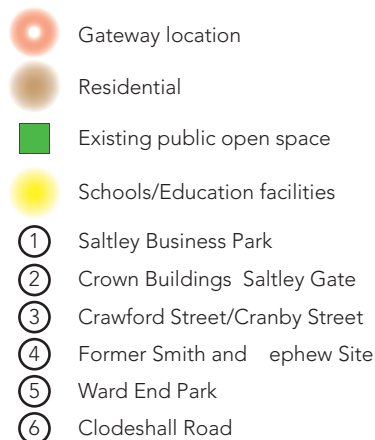 Gateway location
Residential
Existing public open space
Schools/Education facilities
1 Saltley Business Park
2 Crown Buildings Saltley Gate
3 Crawford Street/Cranby Street
4 Former Smith and ephew Site
5 Ward End Park
6 Clodeshall Road